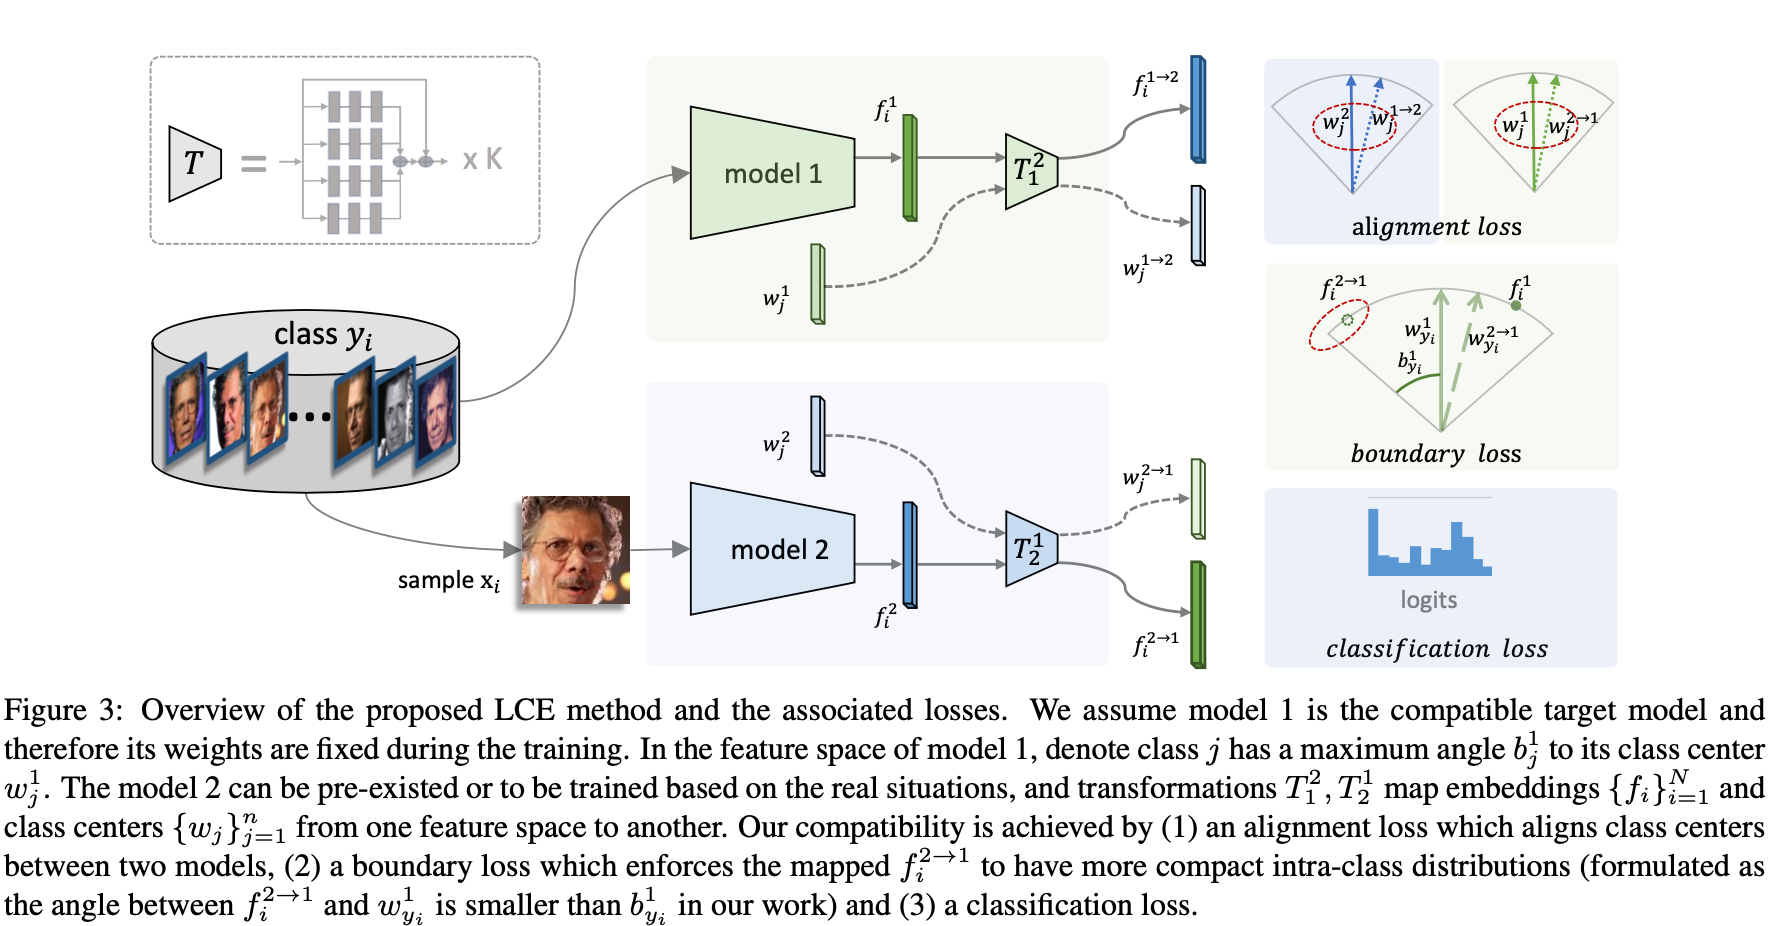 T = x K
class y_i
sample x_i
model 1
f_i^1
w_j^1
T_1^2
f_i^{1→2}
w_j^{1→2}
model 2
w_j^2
f_i^2
T_2^1
w_j^{2→1}
f_i^{2→1}
w_j^2 w_j^{1→2}
w_j^1 w_j^{2→1}
alignment loss
f_i^{2→1}
f_i^1
w_{y_i}^1
w_{y_i}^{2→1}
b_{y_i}^1
boundary loss
logits
classification loss
Figure 3: Overview of the proposed LCE method and the associated losses. We assume model 1 is the compatible target model and
therefore its weights are fixed during the training. In the feature space of model 1, denote class j has a maximum angle b_j^1 to its class center
w_j^1. The model 2 can be pre-existed or to be trained based on the real situations, and transformations T_1^2, T_2^1 map embeddings {f_i}_{i=1}^N and
class centers {w_j}_{j=1}^n from one feature space to another. Our compatibility is achieved by (1) an alignment loss which aligns class centers
between two models, (2) a boundary loss which enforces the mapped f_i^{2→1} to have more compact intra-class distributions (formulated as
the angle between f_i^{2→1} and w_{y_i}^1 is smaller than b_{y_i}^1 in our work) and (3) a classification loss.